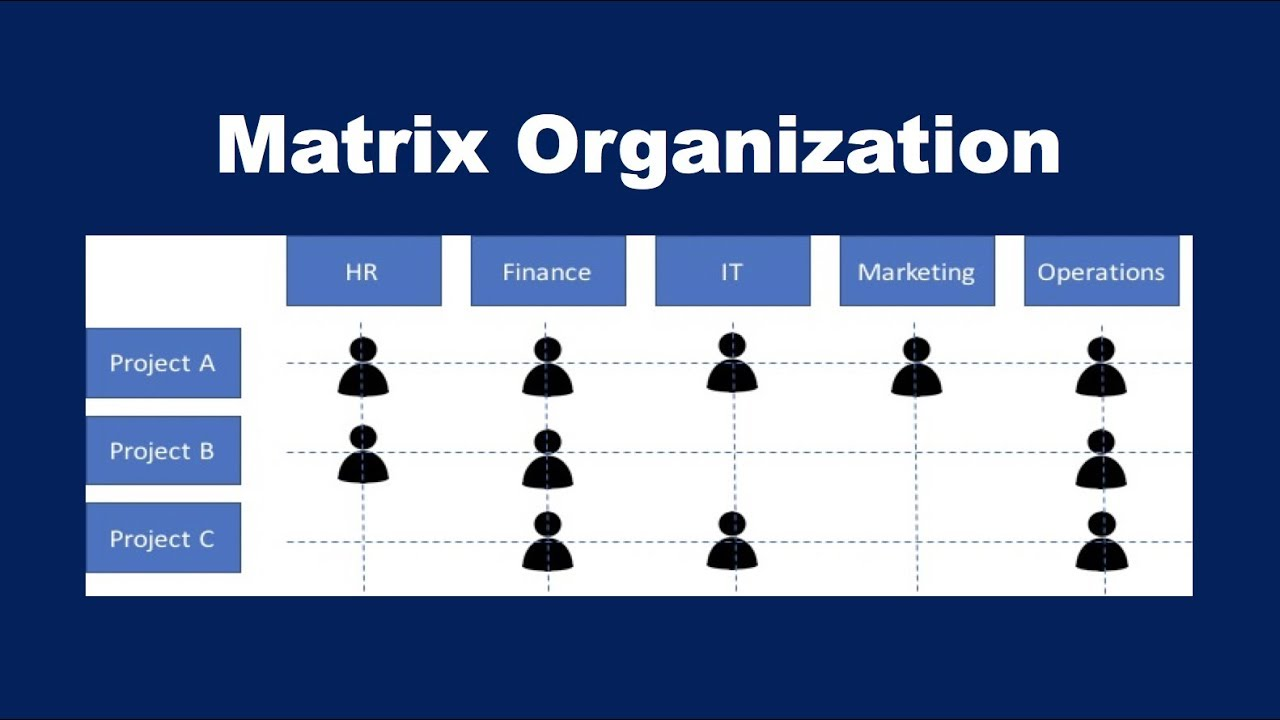 Matrix Organization
HR Finance IT Marketing Operations
Project A
Project B
Project C